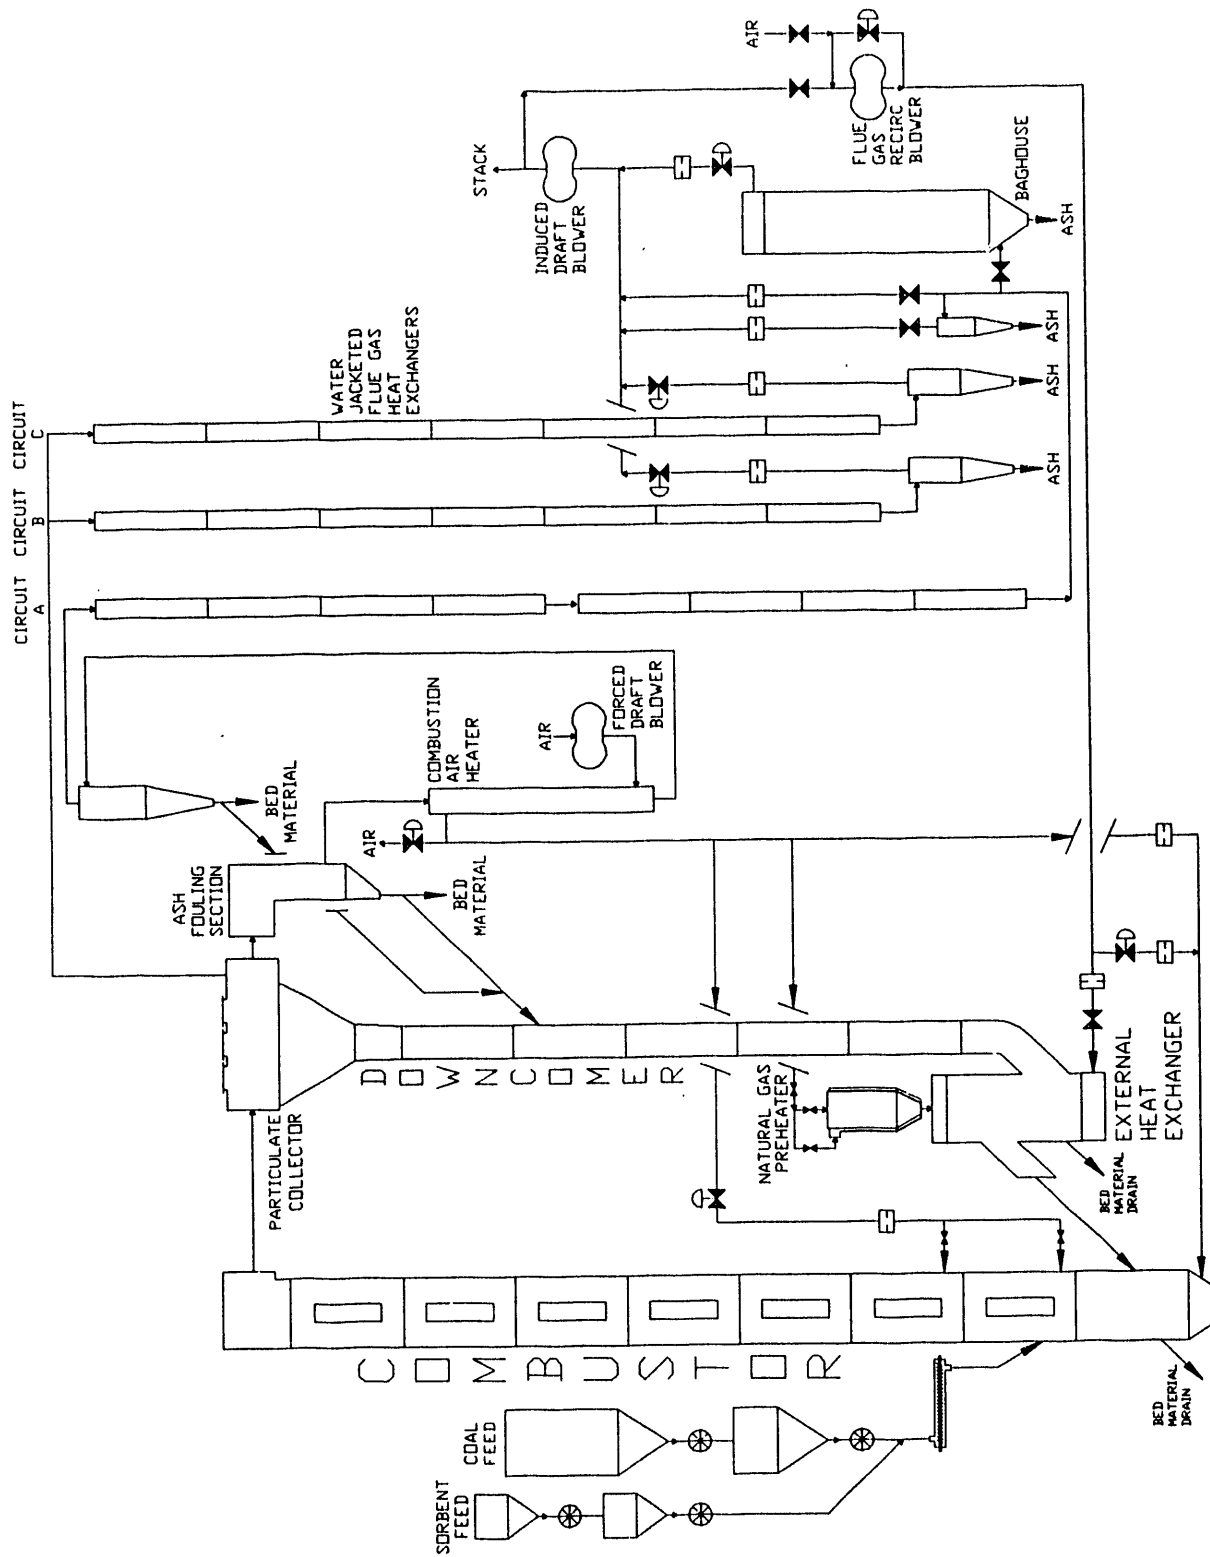 CIRCUIT
A
CIRCUIT
B
CIRCUIT
C
AIR
STACK
INDUCED
DRAFT
BLOWER
FLUE
GAS
RECIRC
BLOWER
WATER
JACKETED
FLUE GAS
HEAT
EXCHANGERS
BAGHOUSE
ASH
ASH
ASH
ASH
BED
MATERIAL
ASH
FOULING
SECTION
COMBUSTION
AIR
HEATER
AIR
FORCED
DRAFT
BLOWER
AIR
BED
MATERIAL
PARTICULATE
COLLECTOR
DOWNCOMER
NATURAL GAS
PREHEATER
EXTERNAL
HEAT
EXCHANGER
BED
MATERIAL
DRAIN
COMBUSTOR
COAL
FEED
SORBENT
FEED
BED
MATERIAL
DRAIN